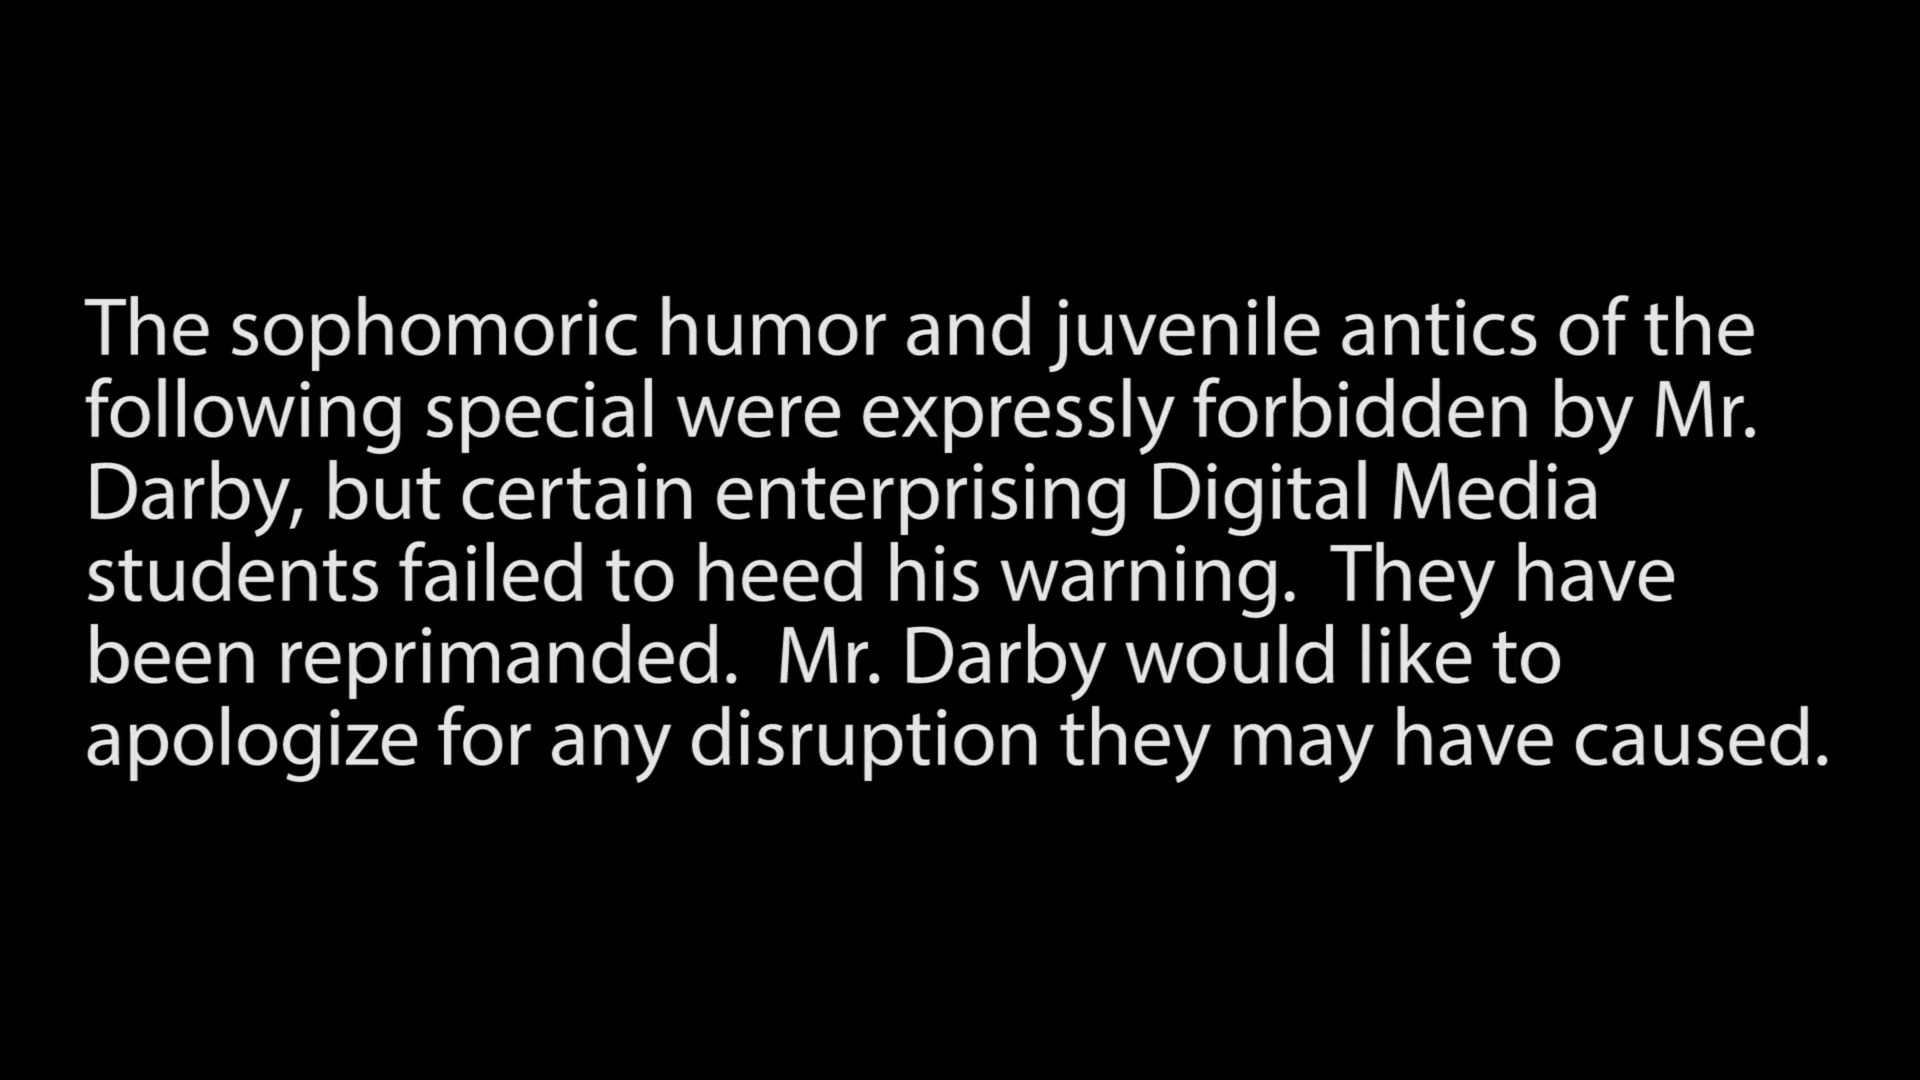 The sophomoric humor and juvenile antics of the
following special were expressly forbidden by Mr.
Darby, but certain enterprising Digital Media
students failed to heed his warning.  They have
been reprimanded.  Mr. Darby would like to
apologize for any disruption they may have caused.